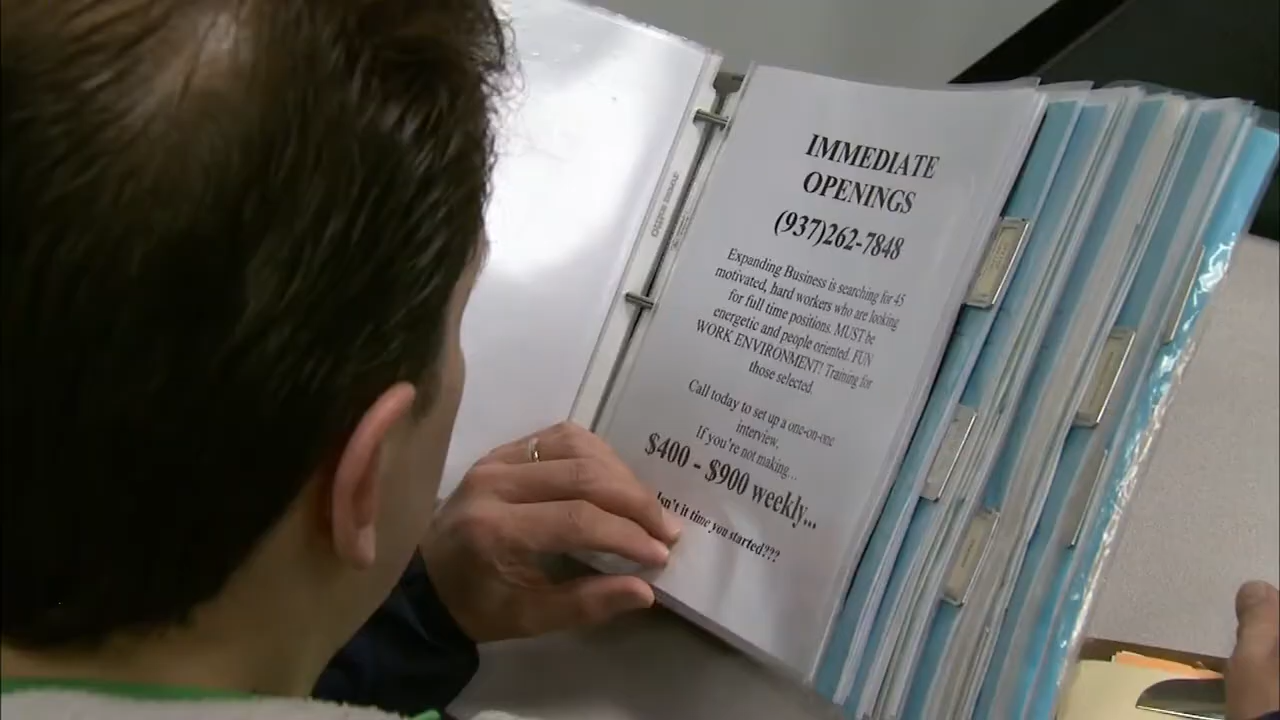 IMMEDIATE
OPENINGS
(937)262-7848
Expanding Business is searching for 45
motivated, hard workers who are looking
for full time positions. MUST be
energetic and people oriented. FUN
WORK ENVIRONMENT! Training for
those selected.
Call today to set up a one-on-one
interview.
If you're not making...
$400 - $900 weekly...
Isn't it time you started???